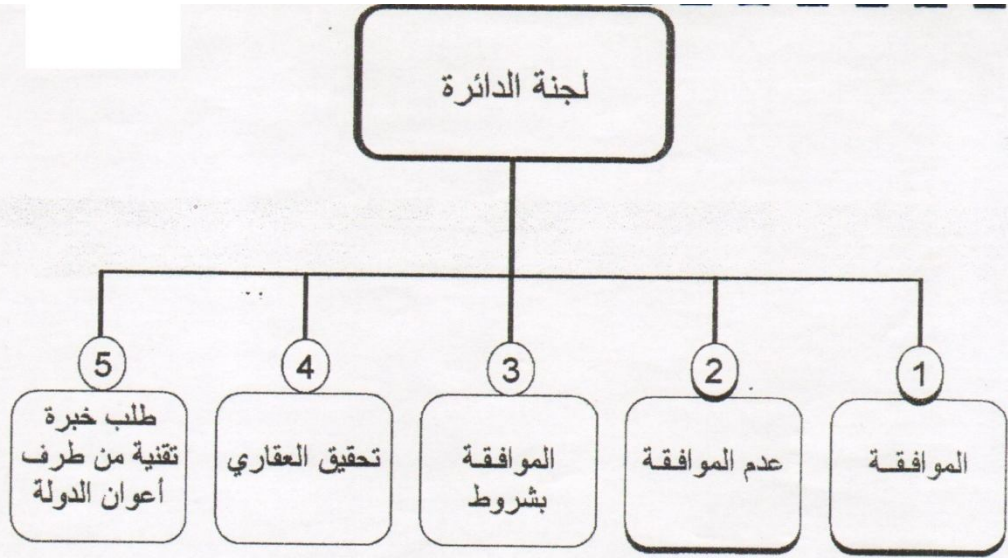 لجنة الدائرة
1
الموافقة
2
عدم الموافقة
3
الموافقة
بشروط
4
تحقيق العقاري
5
طلب خبرة
تقنية من طرف
أعوان الدولة